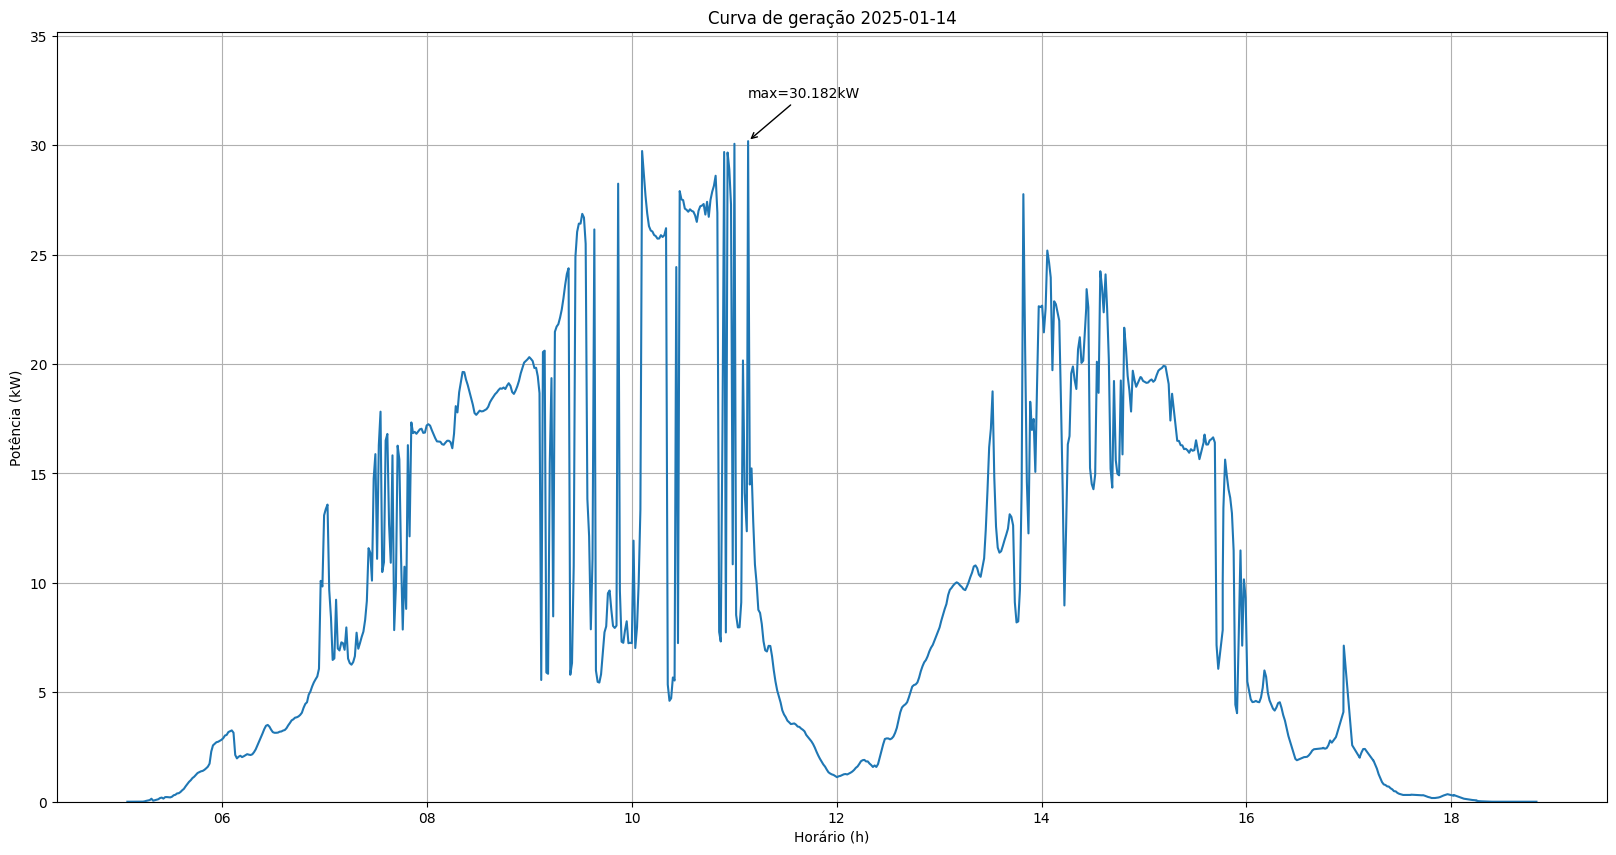 Curva de geração 2025-01-14
35
max=30.182kW
30
25
20
15
10
5
0
Potência (kW)
06 08 10 12 14 16 18
Horário (h)